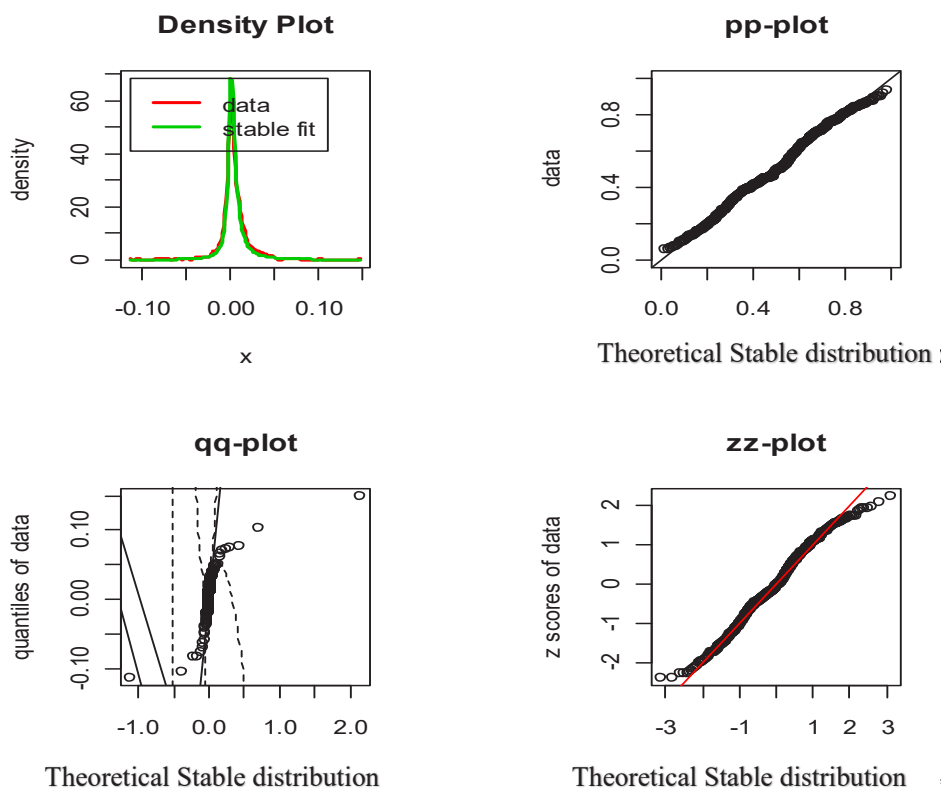 Density Plot
density
0 20 40 60
data
stable fit
-0.10 0.00 0.10
x
pp-plot
data
0.0 0.4 0.8
0.0 0.4 0.8
Theoretical Stable distribution
qq-plot
quantiles of data
-0.10 0.00 0.10
-1.0 0.0 1.0 2.0
Theoretical Stable distribution
zz-plot
z scores of data
-2 -1 0 1 2
-3 -1 0 1 2 3
Theoretical Stable distribution